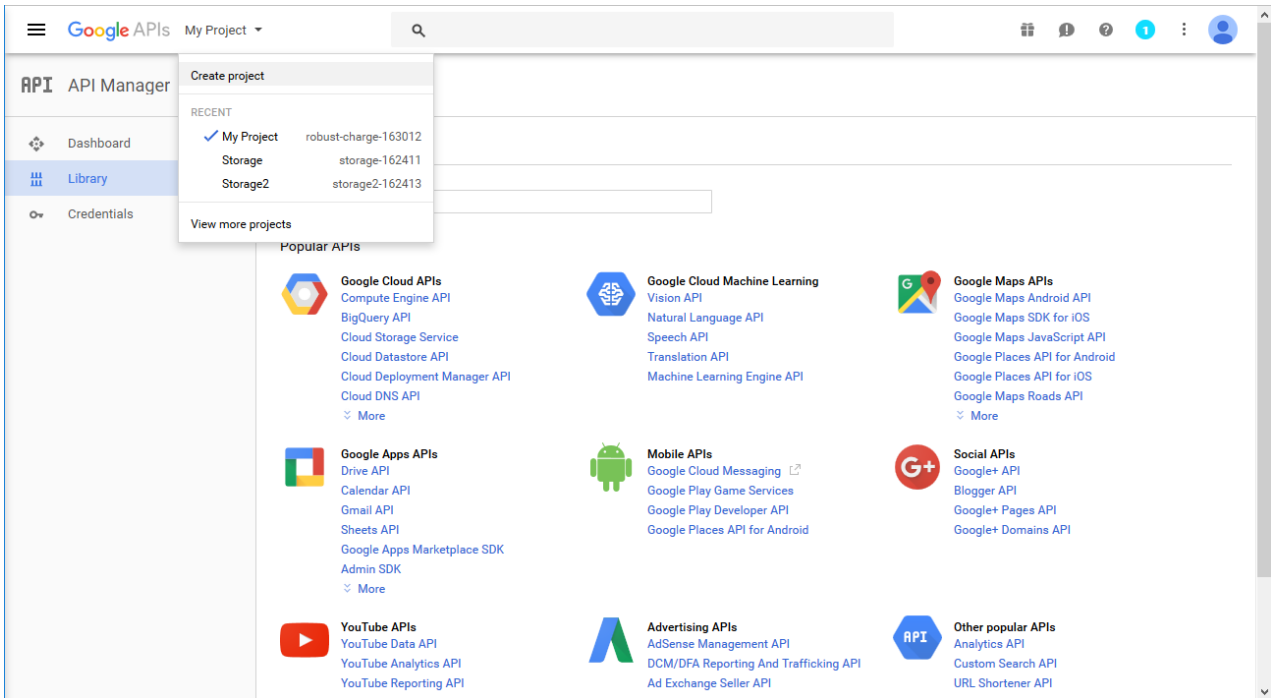 Google APIs My Project
1
API API Manager
Create project
RECENT
My Project robust-charge-163012
Storage storage-162411
Storage2 storage2-162413
View more projects
Dashboard
Library
Credentials
Popular APIs
Google Cloud APIs
Compute Engine API
BigQuery API
Cloud Storage Service
Cloud Datastore API
Cloud Deployment Manager API
Cloud DNS API
More
Google Cloud Machine Learning
Vision API
Natural Language API
Speech API
Translation API
Machine Learning Engine API
G
Google Maps APIs
Google Maps Android API
Google Maps SDK for iOS
Google Maps JavaScript API
Google Places API for Android
Google Places API for iOS
Google Maps Roads API
More
Google Apps APIs
Drive API
Calendar API
Gmail API
Sheets API
Google Apps Marketplace SDK
Admin SDK
More
Mobile APIs
Google Cloud Messaging
Google Play Game Services
Google Play Developer API
Google Places API for Android
G+
Social APIs
Google+ API
Blogger API
Google+ Pages API
Google+ Domains API
YouTube APIs
YouTube Data API
YouTube Analytics API
YouTube Reporting API
Advertising APIs
AdSense Management API
DCM/DFA Reporting And Trafficking API
Ad Exchange Seller API
API
Other popular APIs
Analytics API
Custom Search API
URL Shortener API